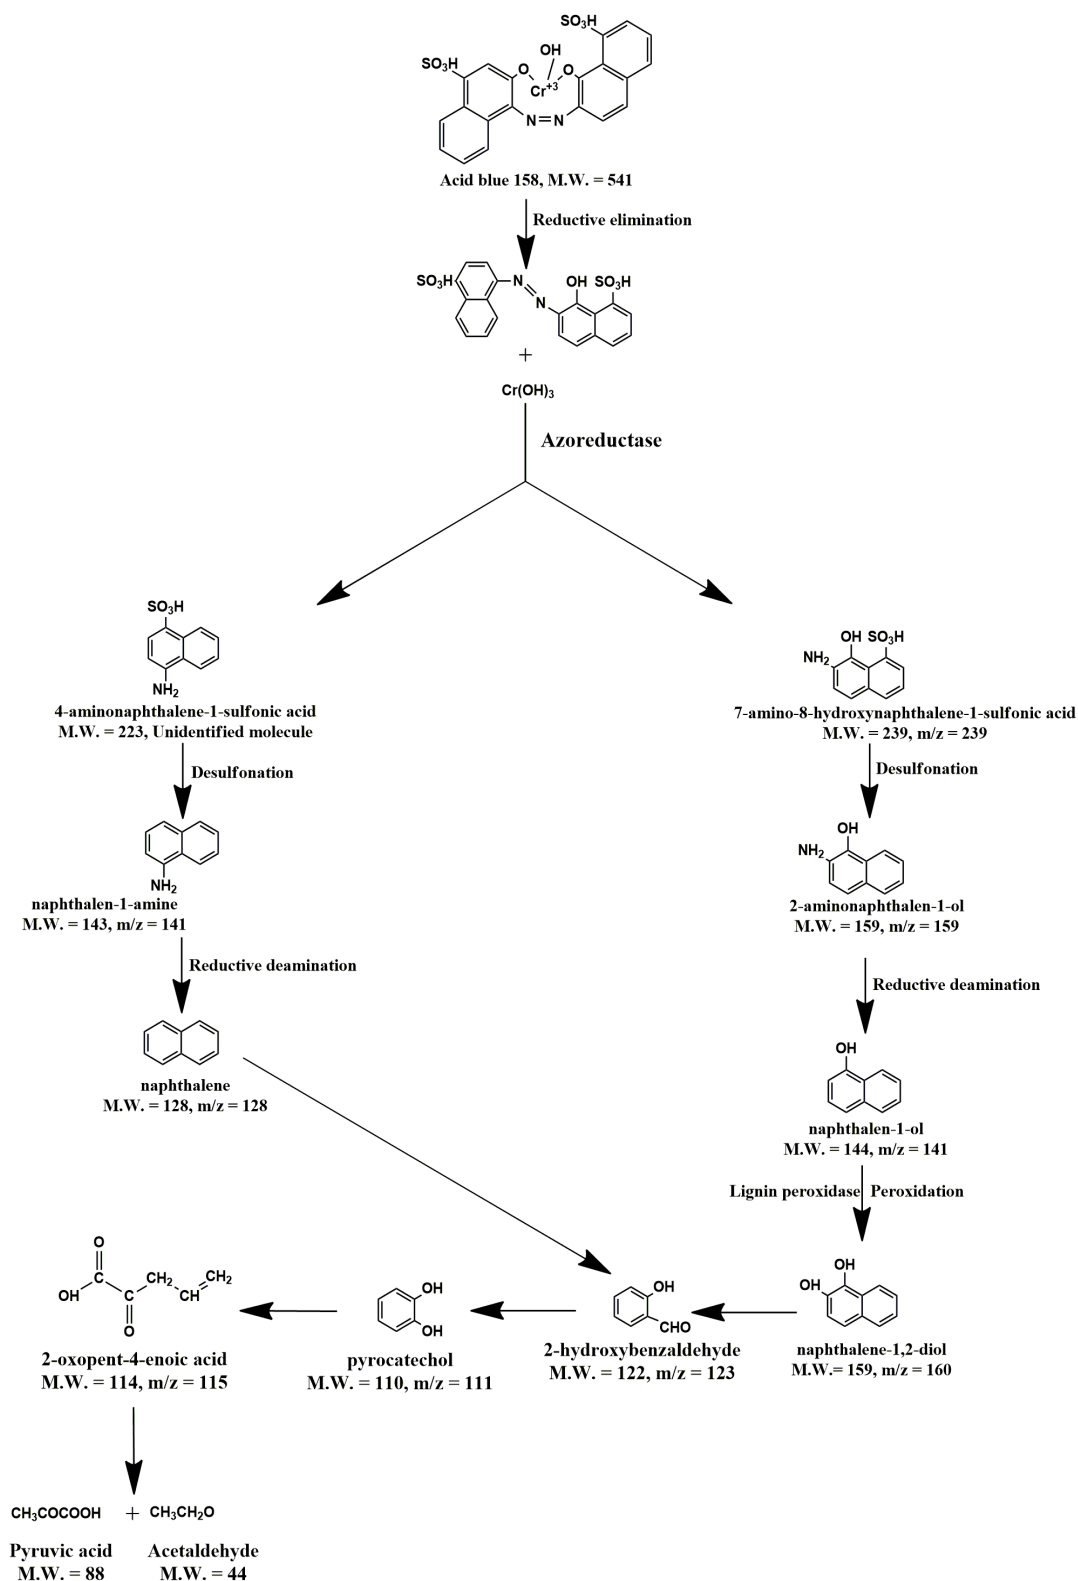 SO3H
OH
SO3H
O
O
Cr+3
N=N
Acid blue 158, M.W. = 541
Reductive elimination
SO3H
N
N
OH SO3H
+
Cr(OH)3
Azoreductase
SO3H
NH2
4-aminonaphthalene-1-sulfonic acid
M.W. = 223, Unidentified molecule
OH SO3H
NH2
7-amino-8-hydroxynaphthalene-1-sulfonic acid
M.W. = 239, m/z = 239
Desulfonation
Desulfonation
NH2
naphthalen-1-amine
M.W. = 143, m/z = 141
OH
NH2
2-aminonaphthalen-1-ol
M.W. = 159, m/z = 159
Reductive deamination
Reductive deamination
naphthalene
M.W. = 128, m/z = 128
OH
naphthalen-1-ol
M.W. = 144, m/z = 141
Lignin peroxidase Peroxidation
O
OH
C
C
O
CH2
CH
CH2
2-oxopent-4-enoic acid
M.W. = 114, m/z = 115
OH
OH
pyrocatechol
M.W. = 110, m/z = 111
OH
CHO
2-hydroxybenzaldehyde
M.W. = 122, m/z = 123
OH
OH
naphthalene-1,2-diol
M.W.= 159, m/z = 160
CH3COCOOH + CH3CH2O
Pyruvic acid Acetaldehyde
M.W. = 88 M.W. = 44